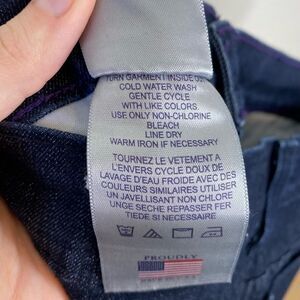 TURN GARMENT INSIDE OUT
COLD WATER WASH
GENTLE CYCLE
WITH LIKE COLORS
USE ONLY NON-CHLORINE
BLEACH
LINE DRY
WARM IRON IF NECESSARY
TOURNEZ LE VETEMENT A
L'ENVERS CYCLE DOUX DE
LAVAGE D'EAU FROIDE AVEC DES
COULEURS SIMILAIRES UTILISER
UN JAVELLISANT NON CHLORE
UNGE SECHE REPASSER FER
TIEDE SI NECESSAIRE
PROUDLY